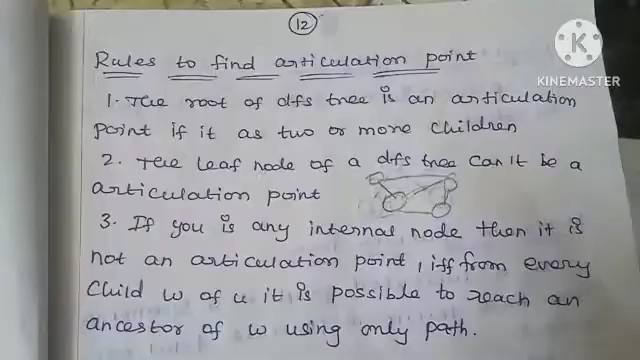 12
K
KINEMASTER
Rules to find articulation point
1. The root of dfs tree is an articulation
point if it as two or more children
2. The leaf node of a dfs tree can't be a
articulation point
3. If you is any internal node then it is
not an articulation point, iff from every
child w of u it is possible to reach an
ancestor of w using only path.